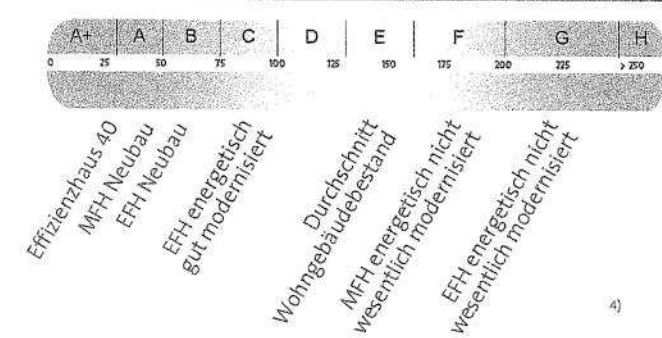 A+ A B C D E F G H
0 25 50 75 100 125 150 175 200 225 > 250
Effizienzhaus 40
MFH Neubau
EFH Neubau
EFH energetisch
gut modernisiert
Durchschnitt
Wohngebäudebestand
MFH energetisch nicht
wesentlich modernisiert
EFH energetisch nicht
wesentlich modernisiert
4)